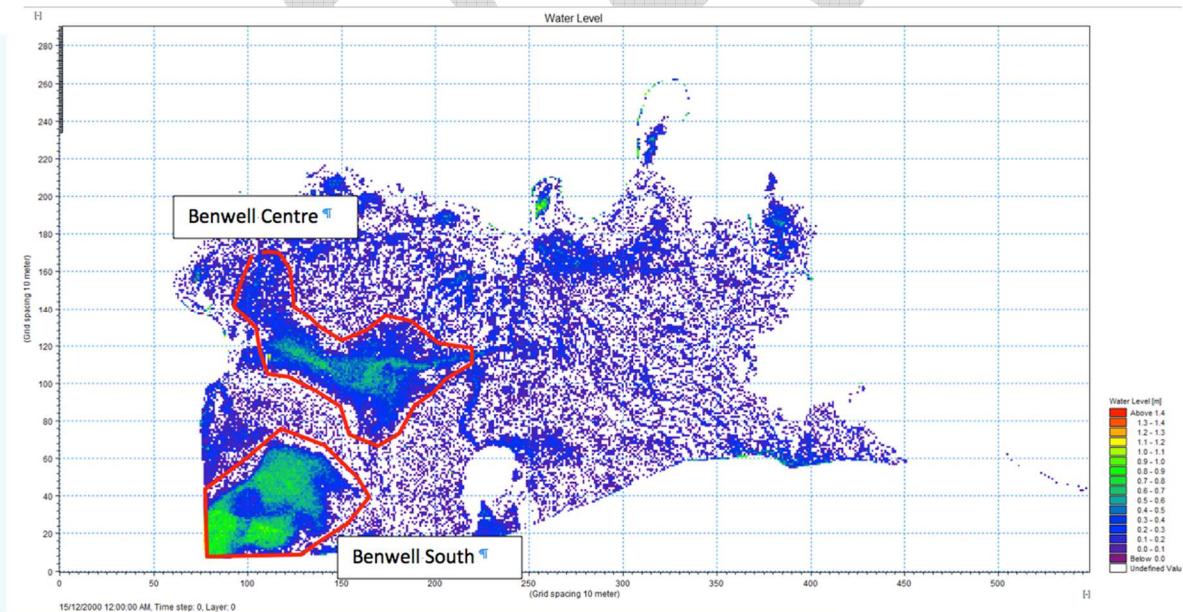 [-]
Water Level
280
260
240
220
200
180
160
140
120
100
80
60
40
20
0
(Grid spacing 10 meter)
Benwell Centre ¶
Benwell South ¶
0 50 100 150 200 250 300 350 400 450 500
(Grid spacing 10 meter)
[-]
15/12/2000 12:00:00 AM, Time step: 0, Layer: 0
Water Level [m]
Above 1.4
1.3 - 1.4
1.2 - 1.3
1.1 - 1.2
1.0 - 1.1
0.9 - 1.0
0.8 - 0.9
0.7 - 0.8
0.6 - 0.7
0.5 - 0.6
0.4 - 0.5
0.3 - 0.4
0.2 - 0.3
0.1 - 0.2
0.0 - 0.1
Below 0.0
Undefined Valu